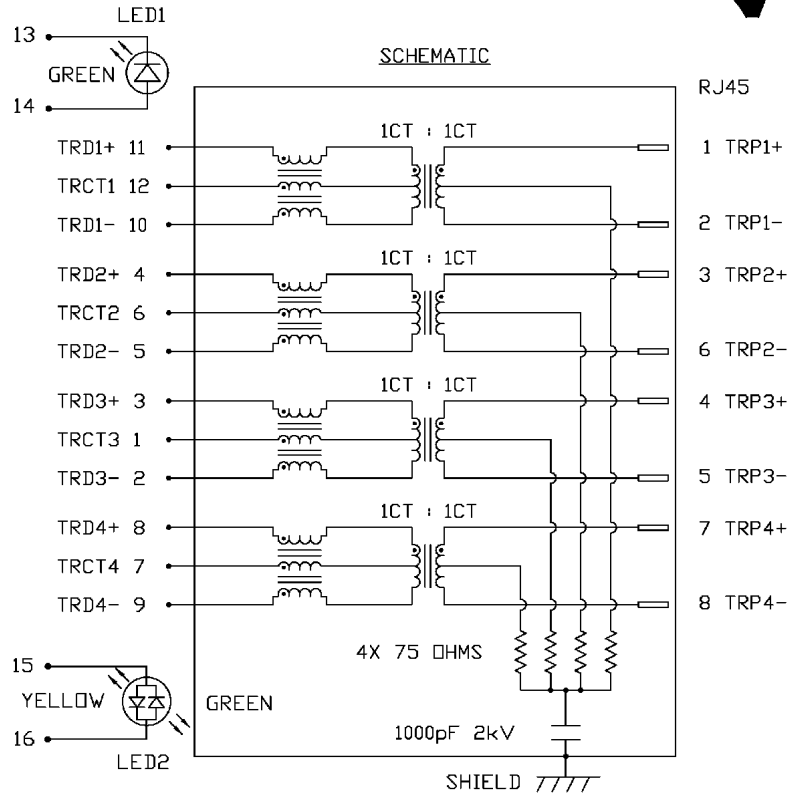 LED1
13
GREEN
14
SCHEMATIC
RJ45
1CT : 1CT
TRD1+ 11
1 TRP1+
TRCT1 12
TRD1- 10
2 TRP1-
1CT : 1CT
TRD2+ 4
3 TRP2+
TRCT2 6
TRD2- 5
6 TRP2-
1CT : 1CT
TRD3+ 3
4 TRP3+
TRCT3 1
TRD3- 2
5 TRP3-
1CT : 1CT
TRD4+ 8
7 TRP4+
TRCT4 7
TRD4- 9
8 TRP4-
4X 75 OHMS
15
YELLOW
GREEN
16
LED2
1000pF 2kV
SHIELD